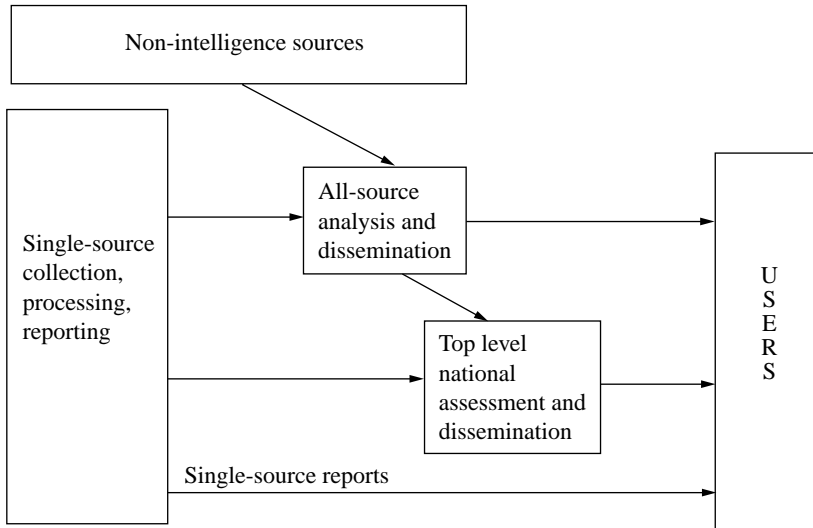 Non-intelligence sources
Single-source
collection,
processing,
reporting
All-source
analysis and
dissemination
Top level
national
assessment and
dissemination
Single-source reports
U
S
E
R
S